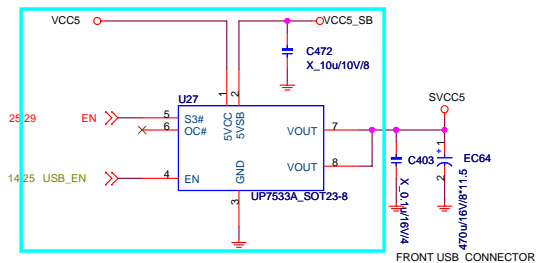 VCC5
VCC5_SB
C472
X_10u/10V/8
U27
1
2
5VCC
5VSB
SVCC5
25,29 EN
5
S3#
6
OC#
VOUT
7
14,25 USB_EN
4
EN
GND
3
VOUT
8
UP7533A_SOT23-8
C403
X_0.1u/16V/4
1
+
2
EC64
470u/16V/8*11.5
FRONT USB CONNECTOR